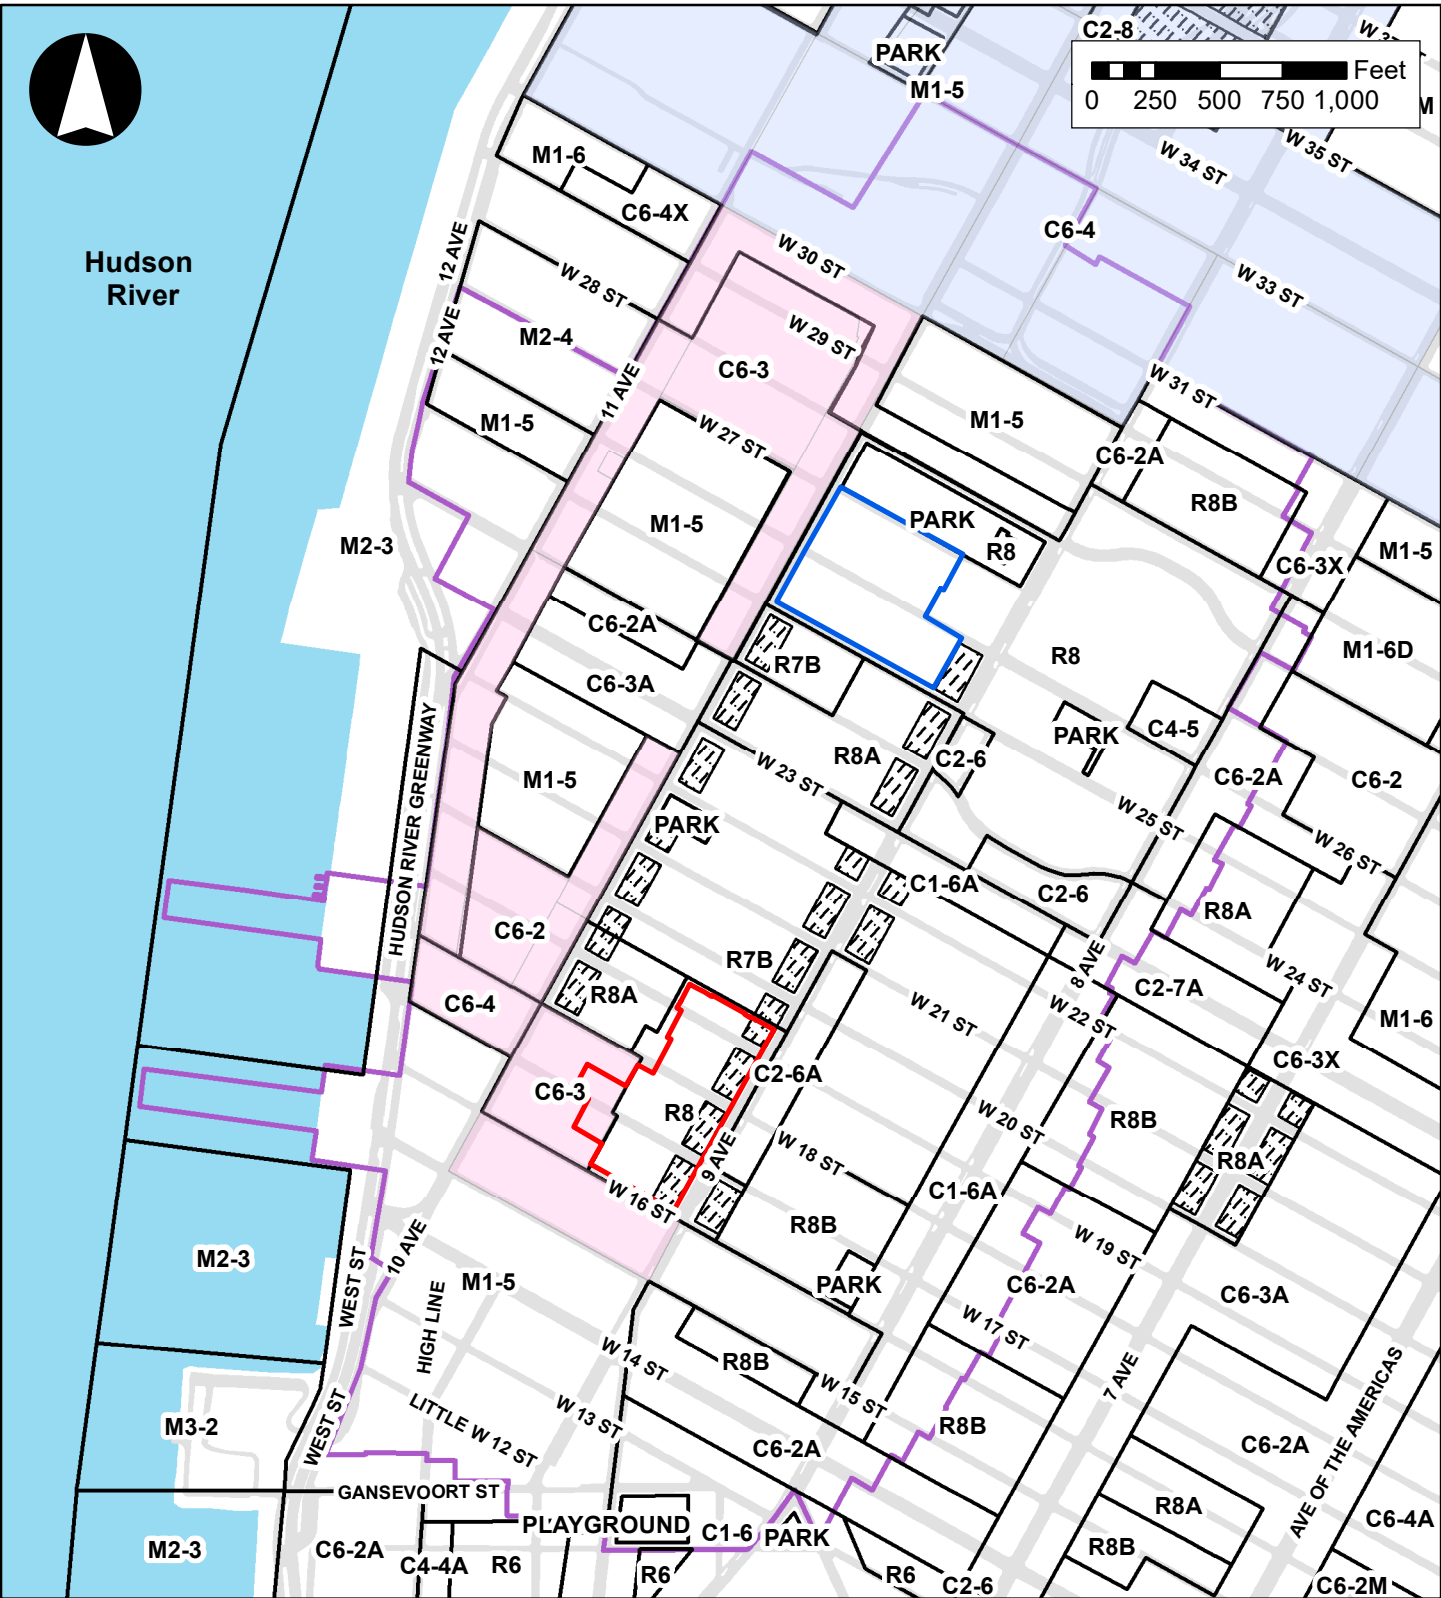 C2-8
W 37 ST
PARK
Feet
M1-5
0 250 500 750 1,000
M
W 35 ST
W 34 ST
M1-6
C6-4X
C6-4
Hudson
River
12 AVE
W 30 ST
W 28 ST
W 33 ST
12 AVE
M2-4
W 29 ST
C6-3
11 AVE
W 31 ST
M1-5
W 27 ST
M1-5
C6-2A
R8B
M1-5
PARK
M2-3
R8
M1-5
C6-3X
C6-2A
R7B
R8
M1-6D
C6-3A
HUDSON RIVER GREENWAY
R8A
PARK
C4-5
C2-6
W 23 ST
M1-5
C6-2A
C6-2
W 25 ST
PARK
W 26 ST
C1-6A
C2-6
R8A
C6-2
R7B
8 AVE
W 24 ST
C2-7A
R8A
C6-4
W 21 ST
W 22 ST
M1-6
C6-3X
C2-6A
C6-3
R8
W 20 ST
R8B
9 AVE
W 18 ST
R8A
C1-6A
W 16 ST
R8B
W 19 ST
10 AVE
M2-3
M1-5
PARK
C6-2A
C6-3A
WEST ST
HIGH LINE
W 17 ST
W 14 ST
R8B
W 15 ST
7 AVE
LITTLE W 12 ST
W 13 ST
M3-2
WEST ST
R8B
C6-2A
C6-2A
AVE OF THE AMERICAS
GANSEVOORT ST
R8A
C6-4A
PLAYGROUND
C1-6
PARK
M2-3
C6-2A
C4-4A
R6
R6
R6
R8B
C2-6
C6-2M